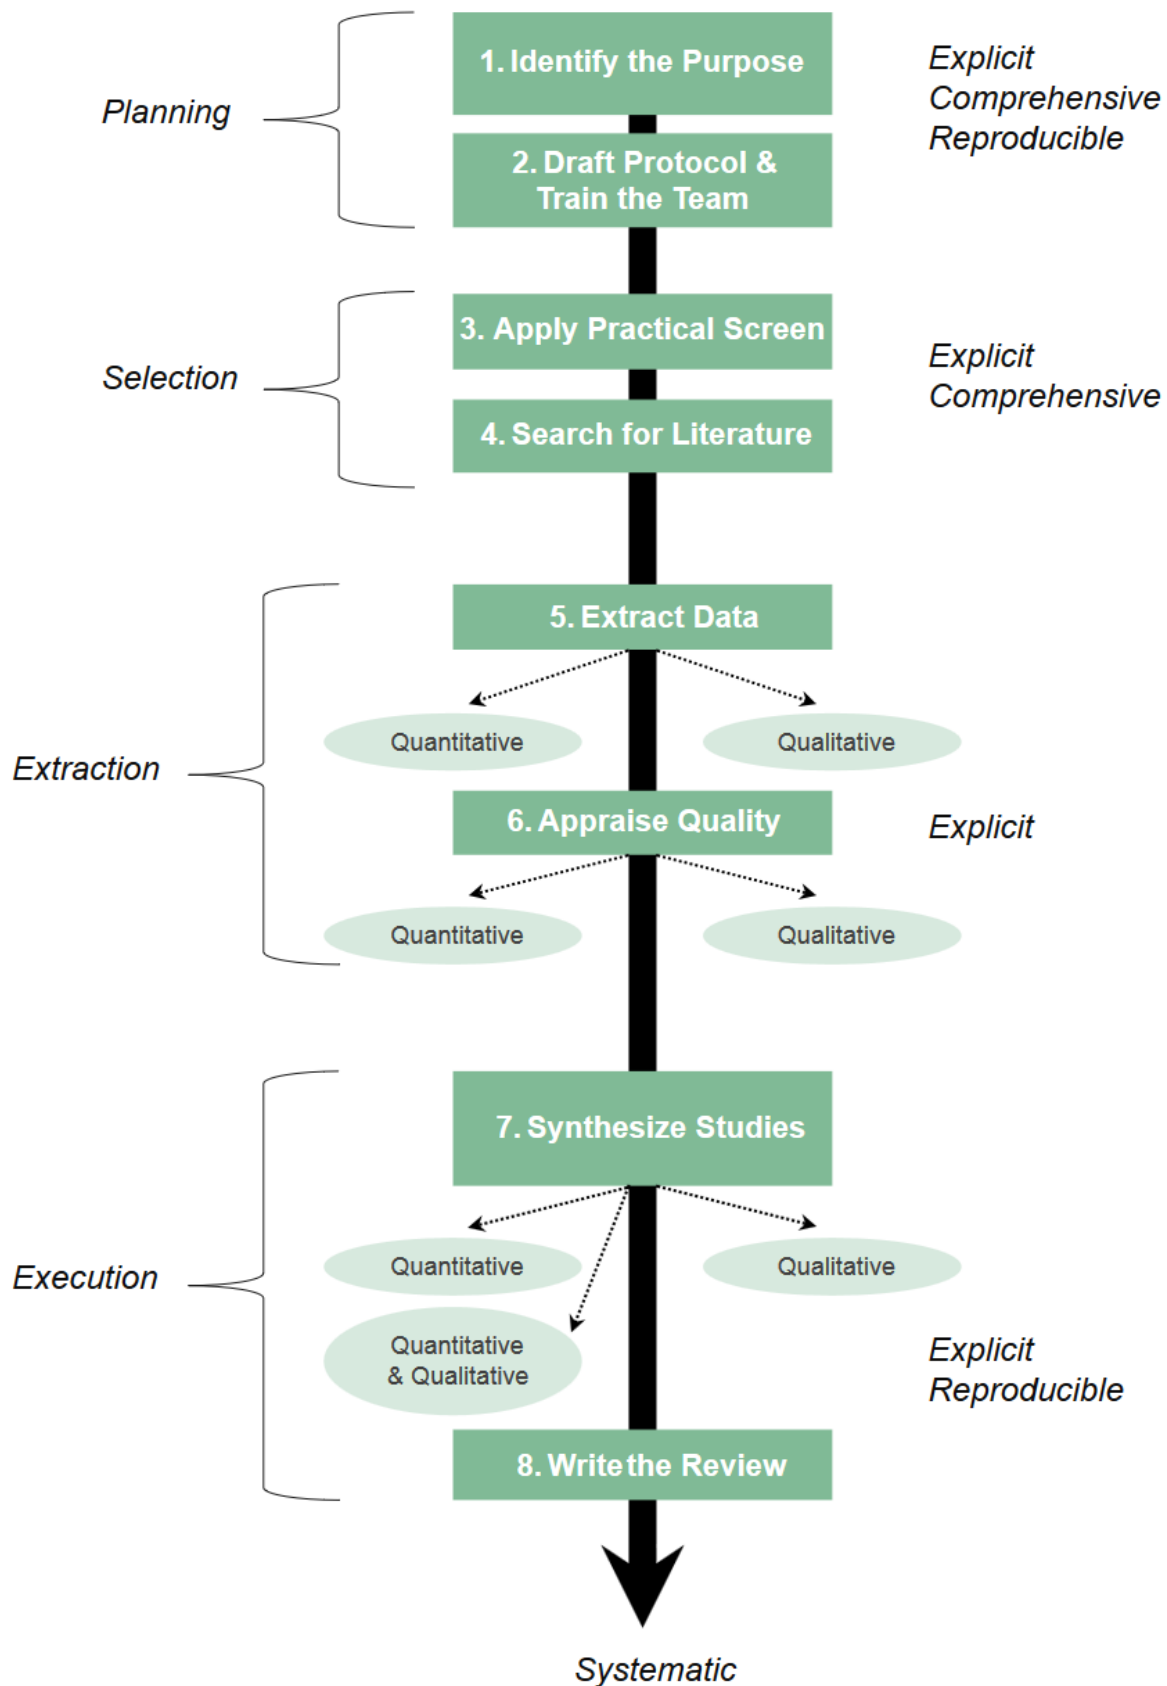 Planning
1. Identify the Purpose
2. Draft Protocol &
Train the Team
Explicit
Comprehensive
Reproducible
Selection
3. Apply Practical Screen
4. Search for Literature
Explicit
Comprehensive
Extraction
5. Extract Data
Quantitative
Qualitative
6. Appraise Quality
Quantitative
Qualitative
Explicit
Execution
7. Synthesize Studies
Quantitative
Qualitative
Quantitative
& Qualitative
8. Write the Review
Explicit
Reproducible
Systematic